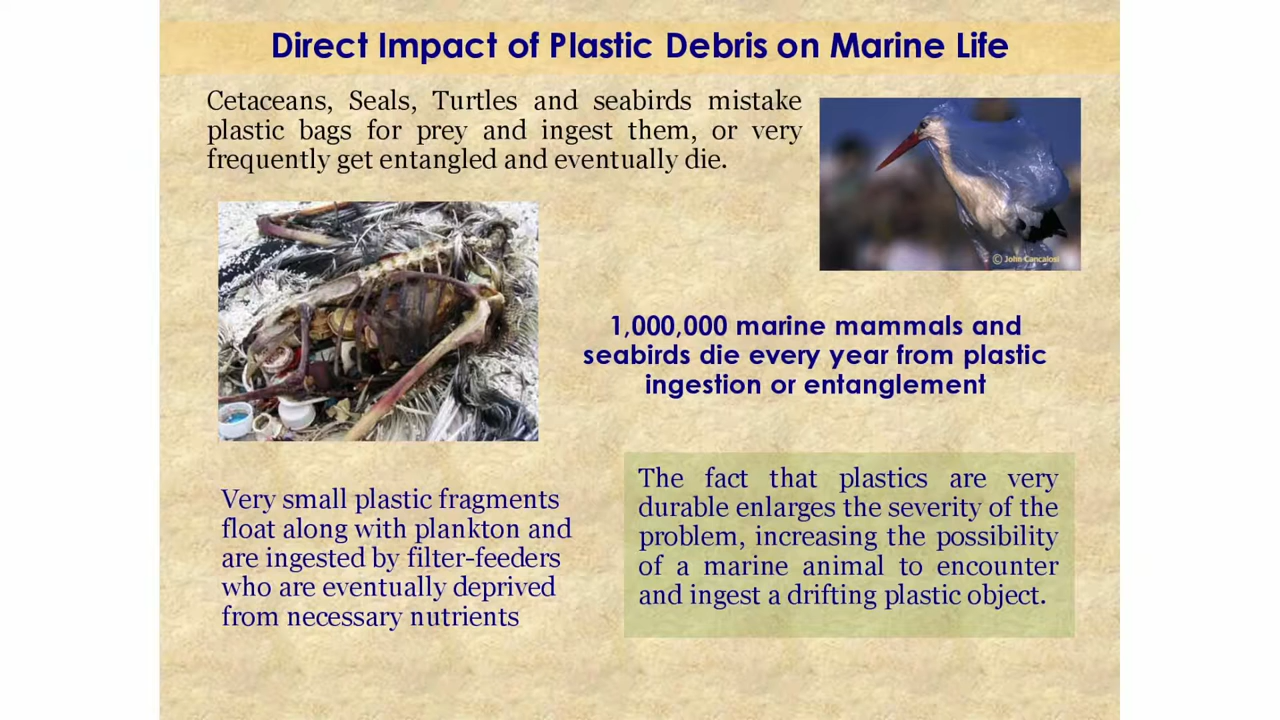 Direct Impact of Plastic Debris on Marine Life
Cetaceans, Seals, Turtles and seabirds mistake
plastic bags for prey and ingest them, or very
frequently get entangled and eventually die.
© John Cancalosi
1,000,000 marine mammals and
seabirds die every year from plastic
ingestion or entanglement
Very small plastic fragments
float along with plankton and
are ingested by filter-feeders
who are eventually deprived
from necessary nutrients
The fact that plastics are very
durable enlarges the severity of the
problem, increasing the possibility
of a marine animal to encounter
and ingest a drifting plastic object.